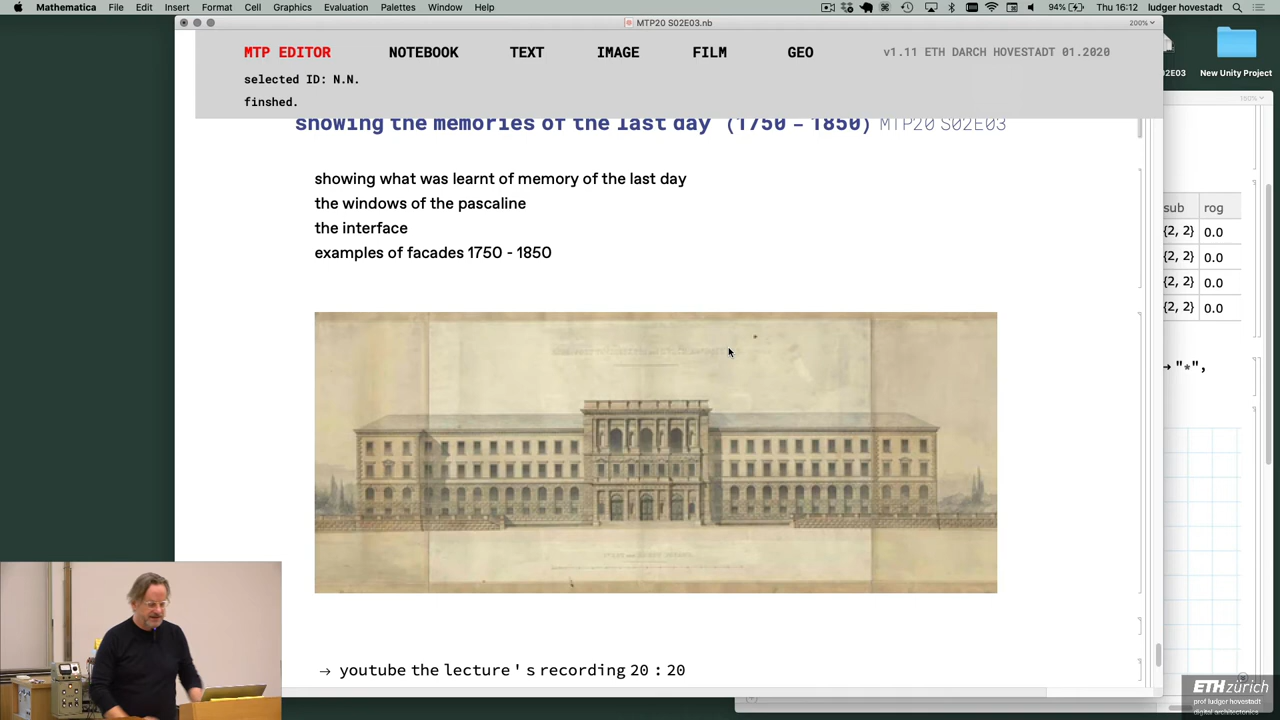 Mathematica File Edit Insert Format Cell Graphics Evaluation Palettes Window Help
94% Thu 16:12 ludger hovestadt
MTP20 S02E03.nb
200%
MTP EDITOR NOTEBOOK TEXT IMAGE FILM GEO v1.11 ETH DARCH HOVESTADT 01.2020
selected ID: N.N.
finshed.
showing the memories of the last day (1750 – 1850) MTP20 S02E03
showing what was learnt of memory of the last day
the windows of the pascaline
the interface
examples of facades 1750 - 1850
→ youtube the lecture's recording 20 : 20
2E03 New Unity Project
150%
sub rog
{2, 2} 0.0
{2, 2} 0.0
{2, 2} 0.0
{2, 2} 0.0
→ "*",
ETH zürich
prof ludger hovestadt
digital architectonics